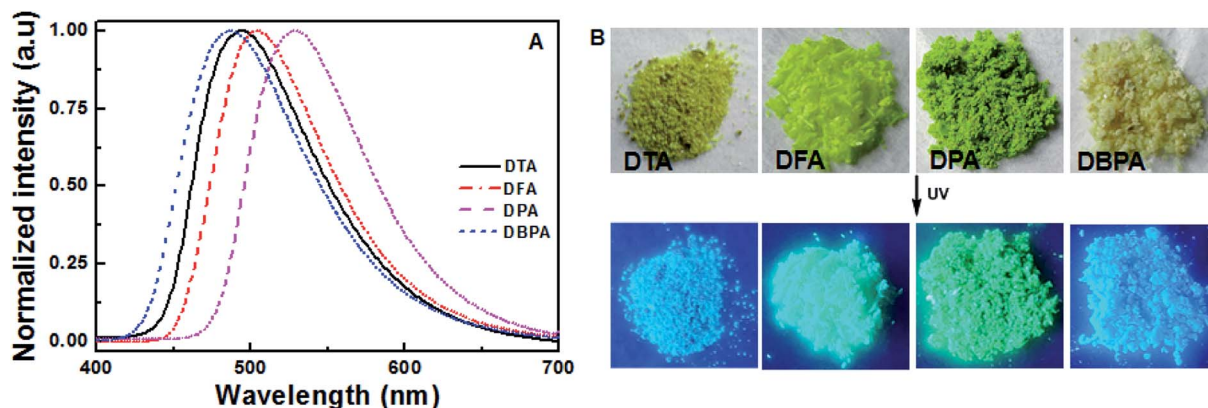 A
Normalized intensity (a.u)
1.00
0.75
0.50
0.25
0.00
DTA
DFA
DPA
DBPA
400
500
600
700
Wavelength (nm)
B
DTA
DFA
DPA
DBPA
UV